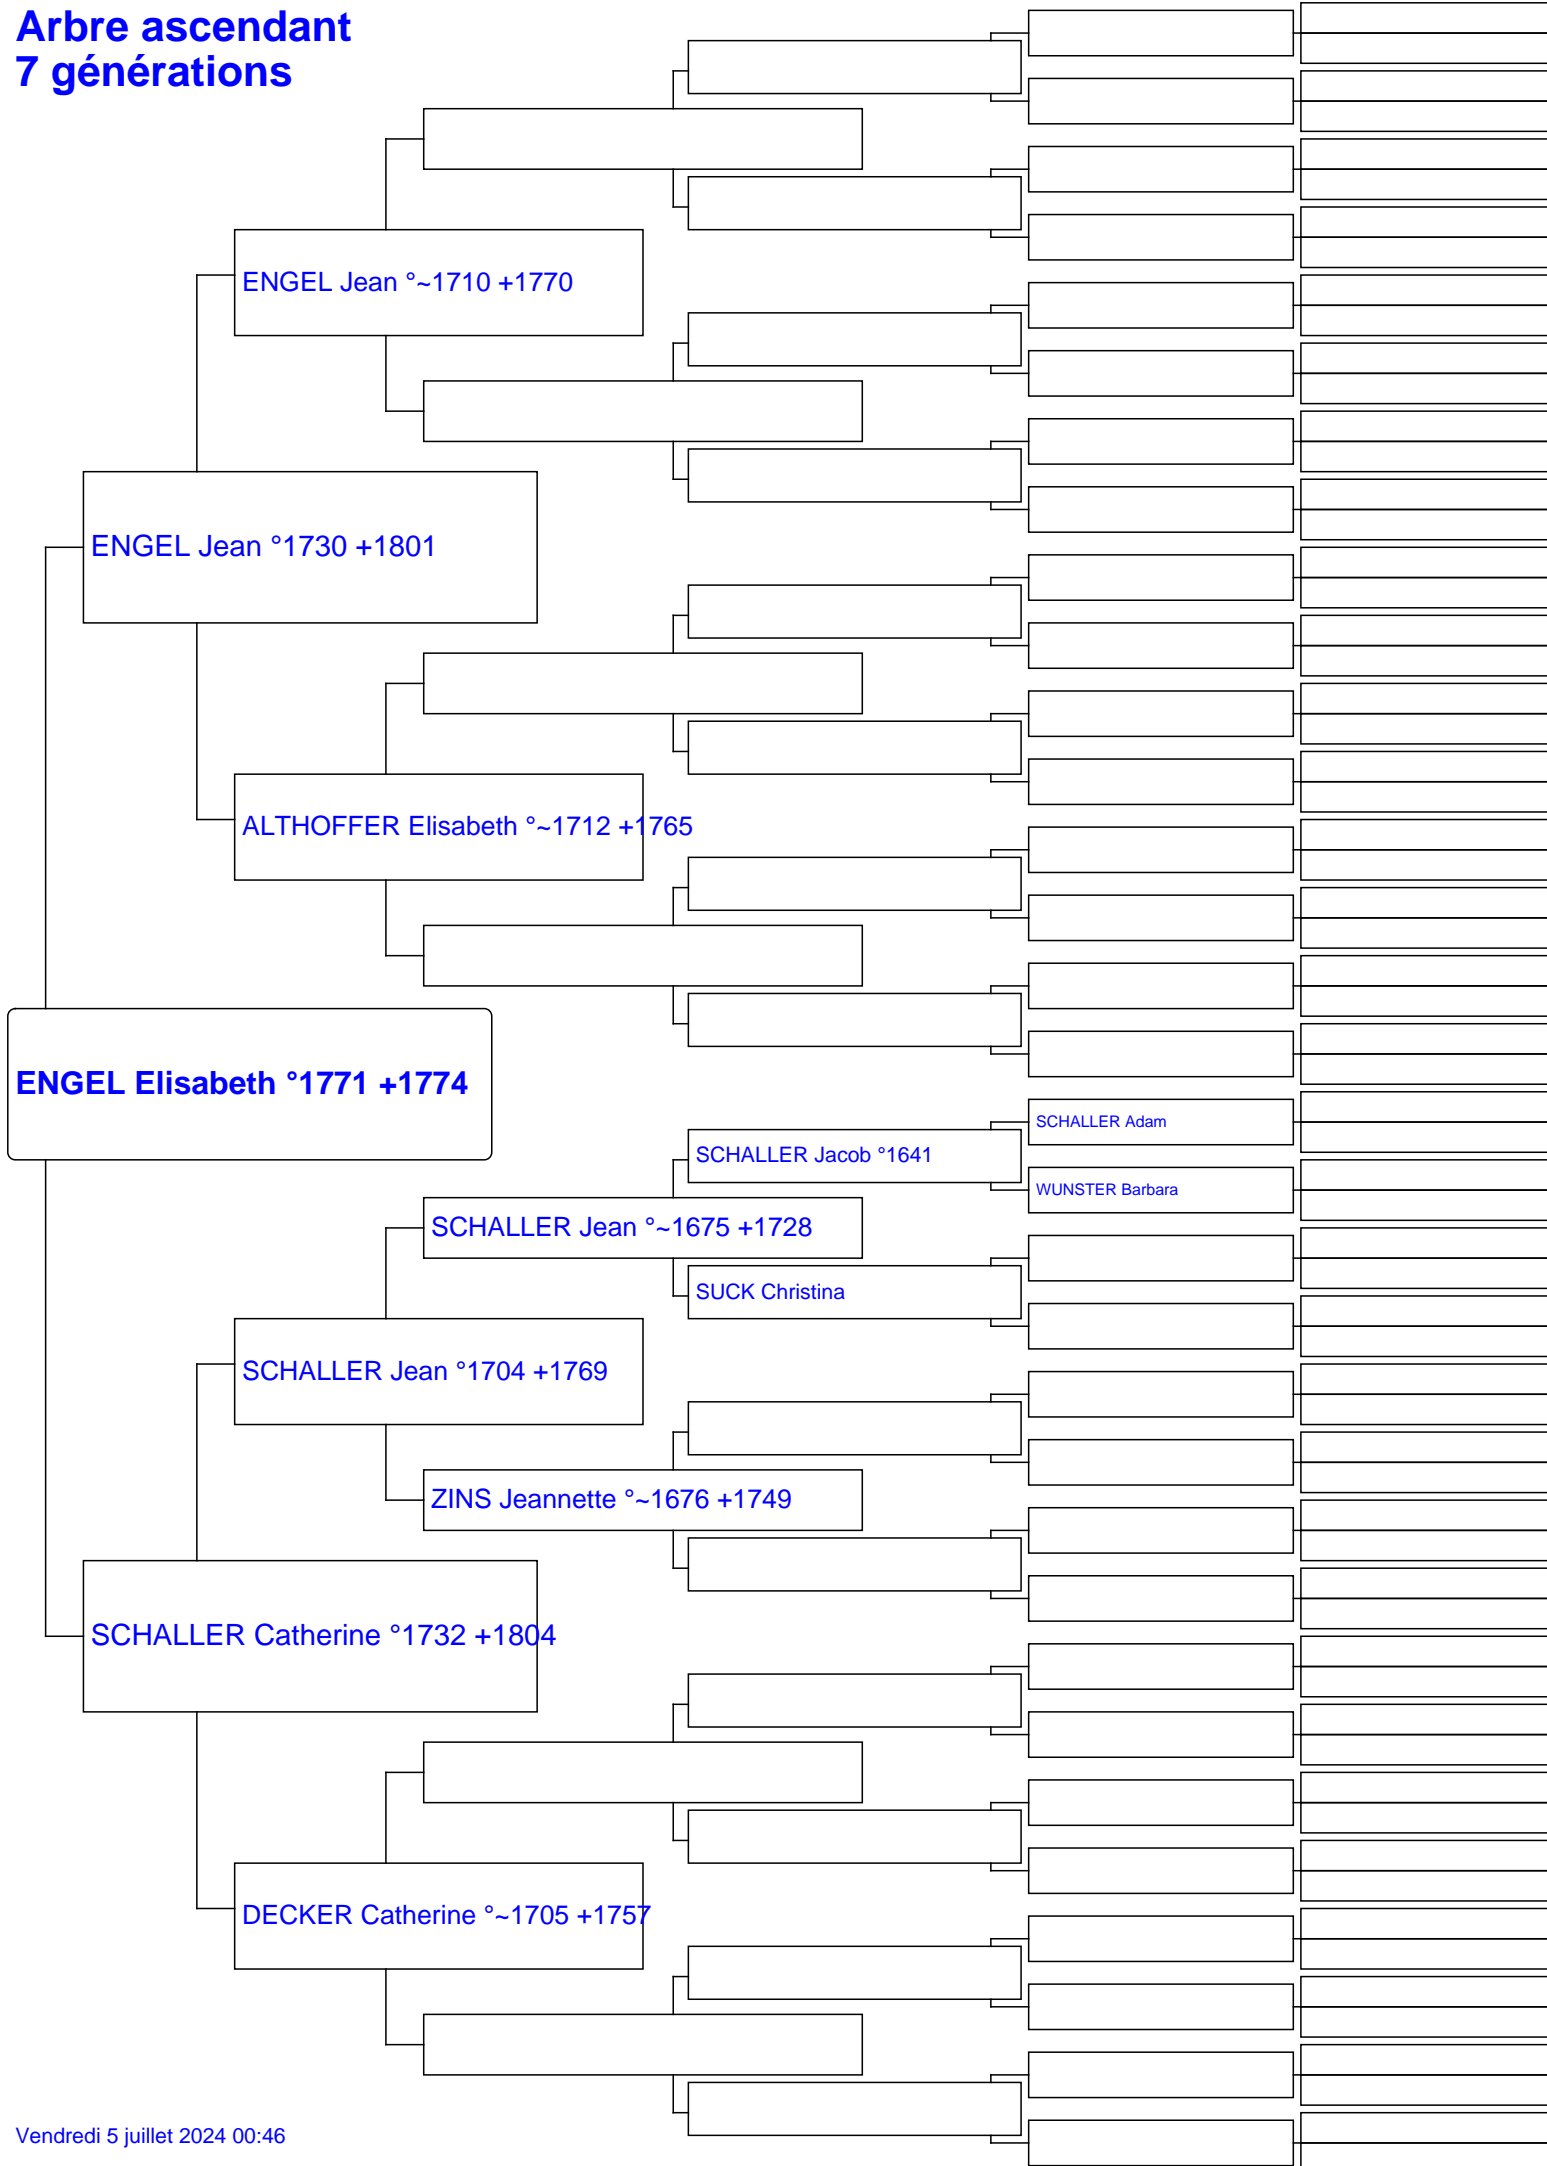 Arbre ascendant
7 générations
ENGEL Jean °~1710 +1770
ENGEL Jean °1730 +1801
ALTHOFFER Elisabeth °~1712 +1765
ENGEL Elisabeth °1771 +1774
SCHALLER Adam
SCHALLER Jacob °1641
WUNSTER Barbara
SCHALLER Jean °~1675 +1728
SUCK Christina
SCHALLER Jean °1704 +1769
ZINS Jeannette °~1676 +1749
SCHALLER Catherine °1732 +1804
DECKER Catherine °~1705 +1757
Vendredi 5 juillet 2024 00:46